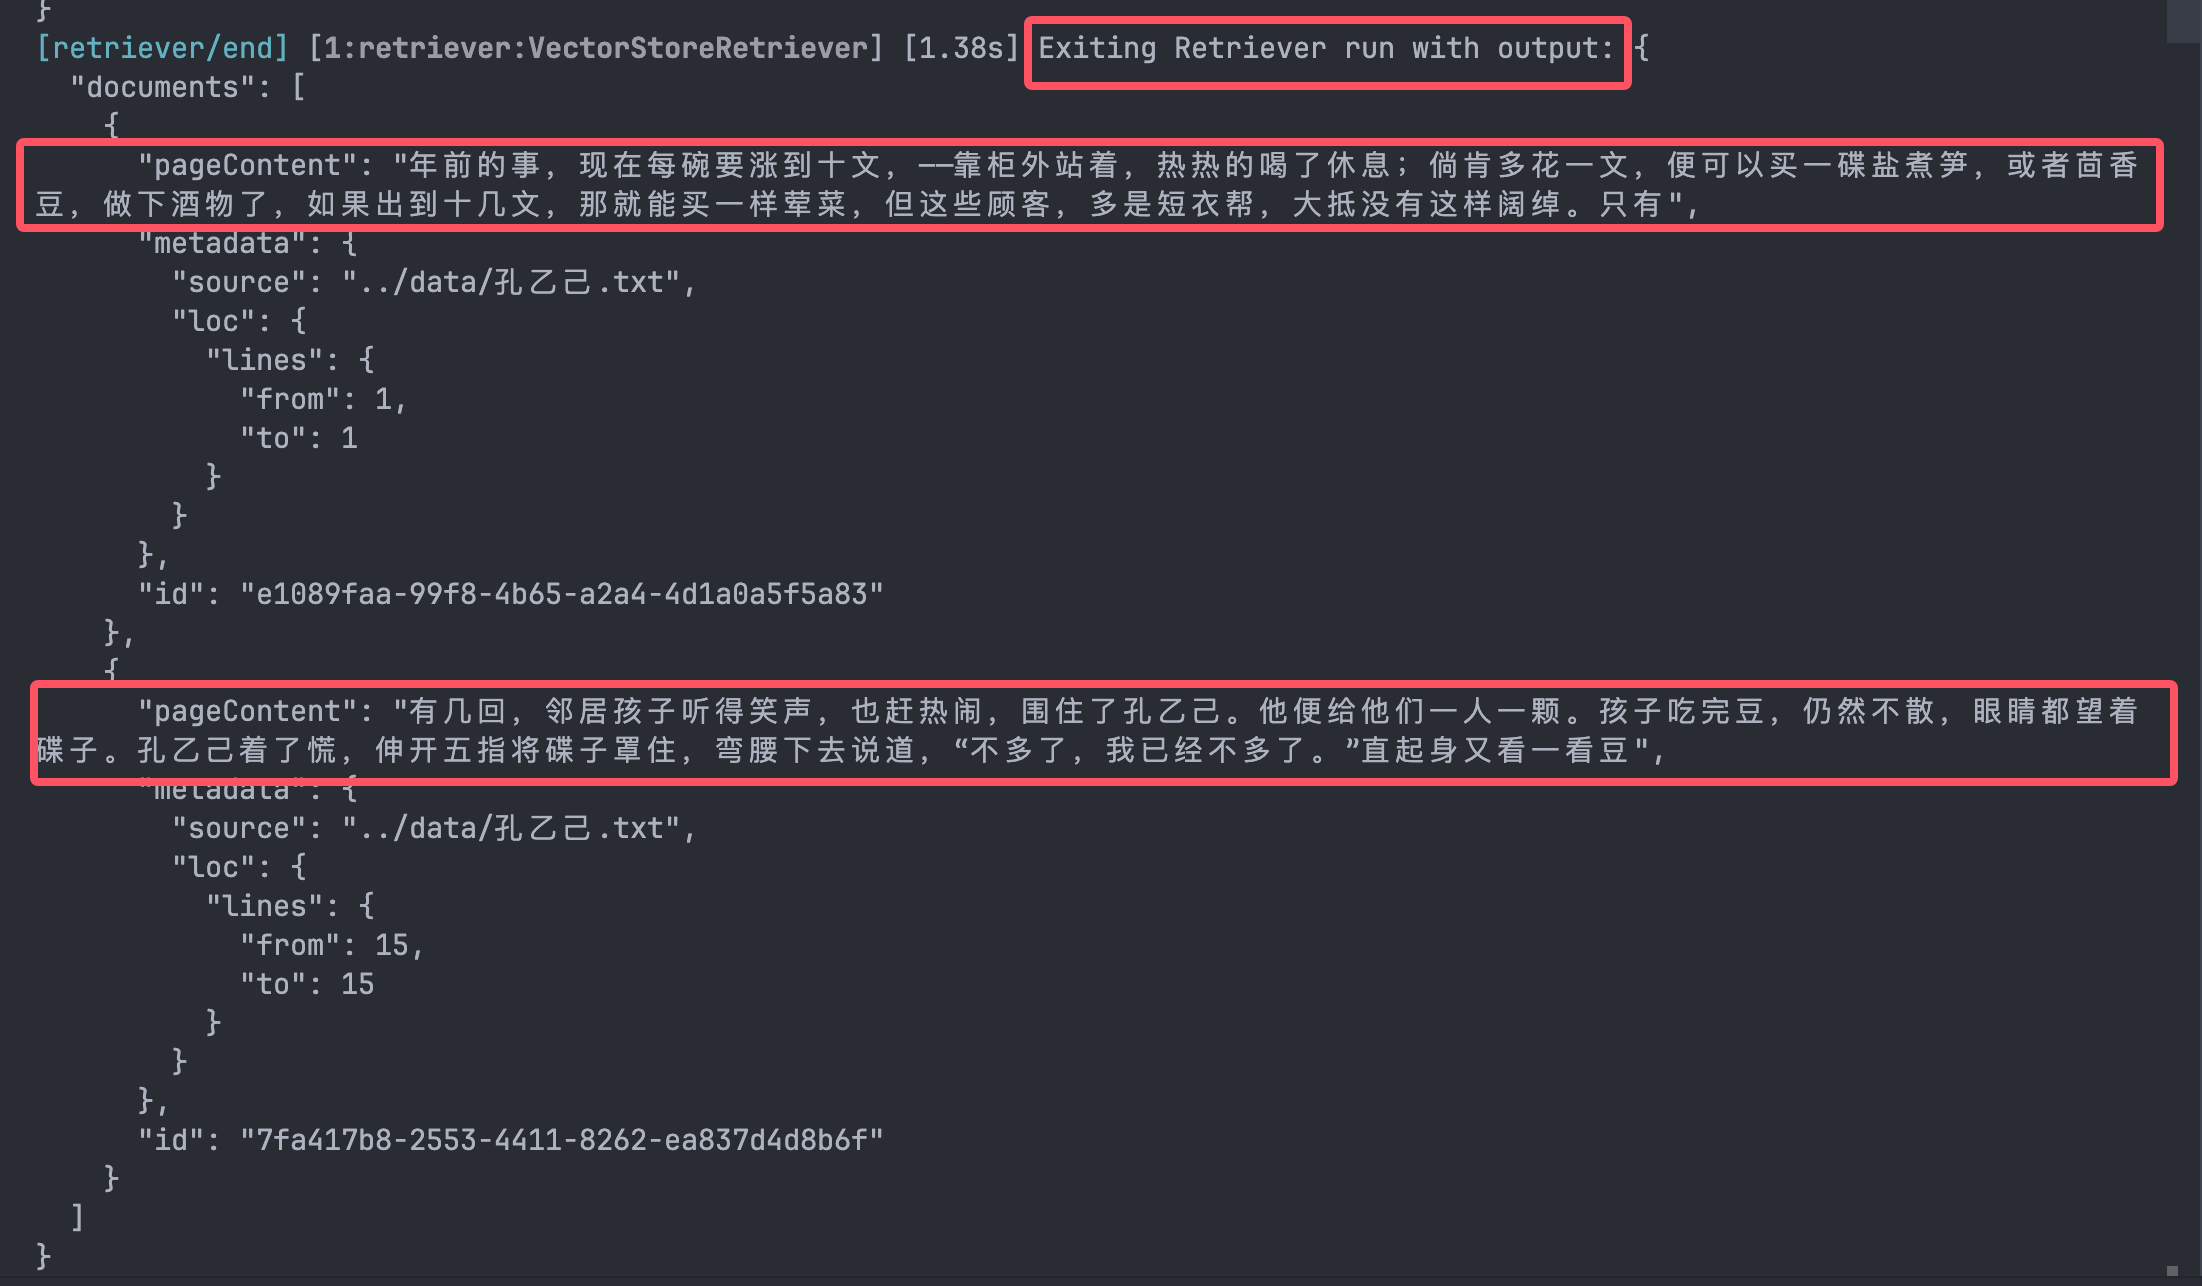 }
[retriever/end] [1:retriever:VectorStoreRetriever] [1.38s] Exiting Retriever run with output: {
  "documents": [
    {
      "pageContent": "年前的事，现在每碗要涨到十文，——靠柜外站着，热热的喝了休息；倘肯多花一文，便可以买一碟盐煮笋，或者茴香
豆，做下酒物了，如果出到十几文，那就能买一样荤菜，但这些顾客，多是短衣帮，大抵没有这样阔绰。只有",
      "metadata": {
        "source": "../data/孔乙己.txt",
        "loc": {
          "lines": {
            "from": 1,
            "to": 1
          }
        }
      },
      "id": "e1089faa-99f8-4b65-a2a4-4d1a0a5f5a83"
    },
    {
      "pageContent": "有几回，邻居孩子听得笑声，也赶热闹，围住了孔乙己。他便给他们一人一颗。孩子吃完豆，仍然不散，眼睛都望着
碟子。孔乙己着了慌，伸开五指将碟子罩住，弯腰下去说道，“不多了，我已经不多了。”直起身又看一看豆",
      "metadata": {
        "source": "../data/孔乙己.txt",
        "loc": {
          "lines": {
            "from": 15,
            "to": 15
          }
        }
      },
      "id": "7fa417b8-2553-4411-8262-ea837d4d8b6f"
    }
  ]
}